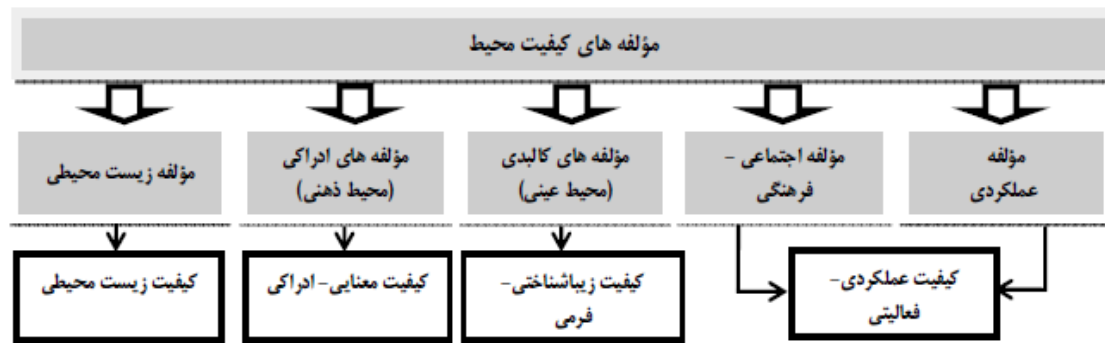 مؤلفه های کیفیت محیط
مؤلفه
عملکردی
مؤلفه اجتماعی -
فرهنگی
مؤلفه های کالبدی
(محیط عینی)
مؤلفه های ادراکی
(محیط ذهنی)
مؤلفه زیست محیطی
کیفیت عملکردی-
فعالیتی
کیفیت زیباشناختی-
فرمی
کیفیت معنایی- ادراکی
کیفیت زیست محیطی